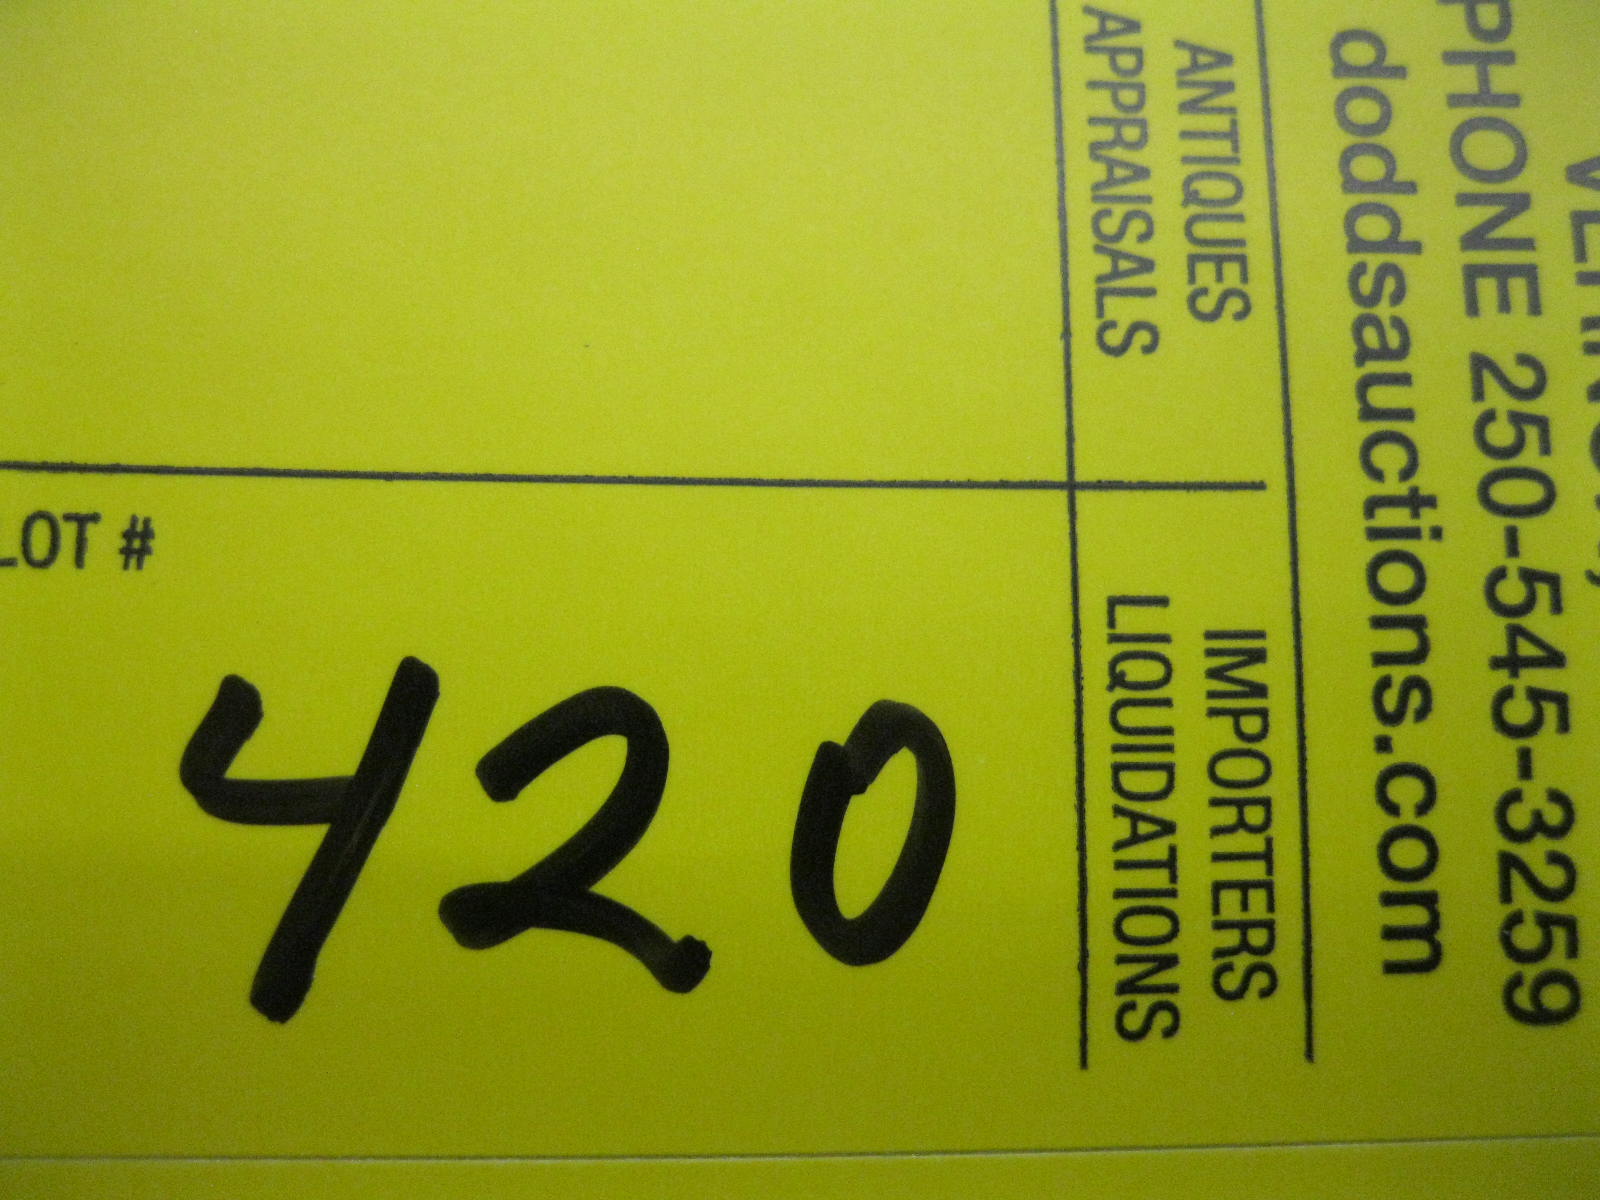 PHONE 250-545-3259
doddsauctions.com
ANTIQUES
APPRAISALS
IMPORTERS
LIQUIDATIONS
LOT #
420